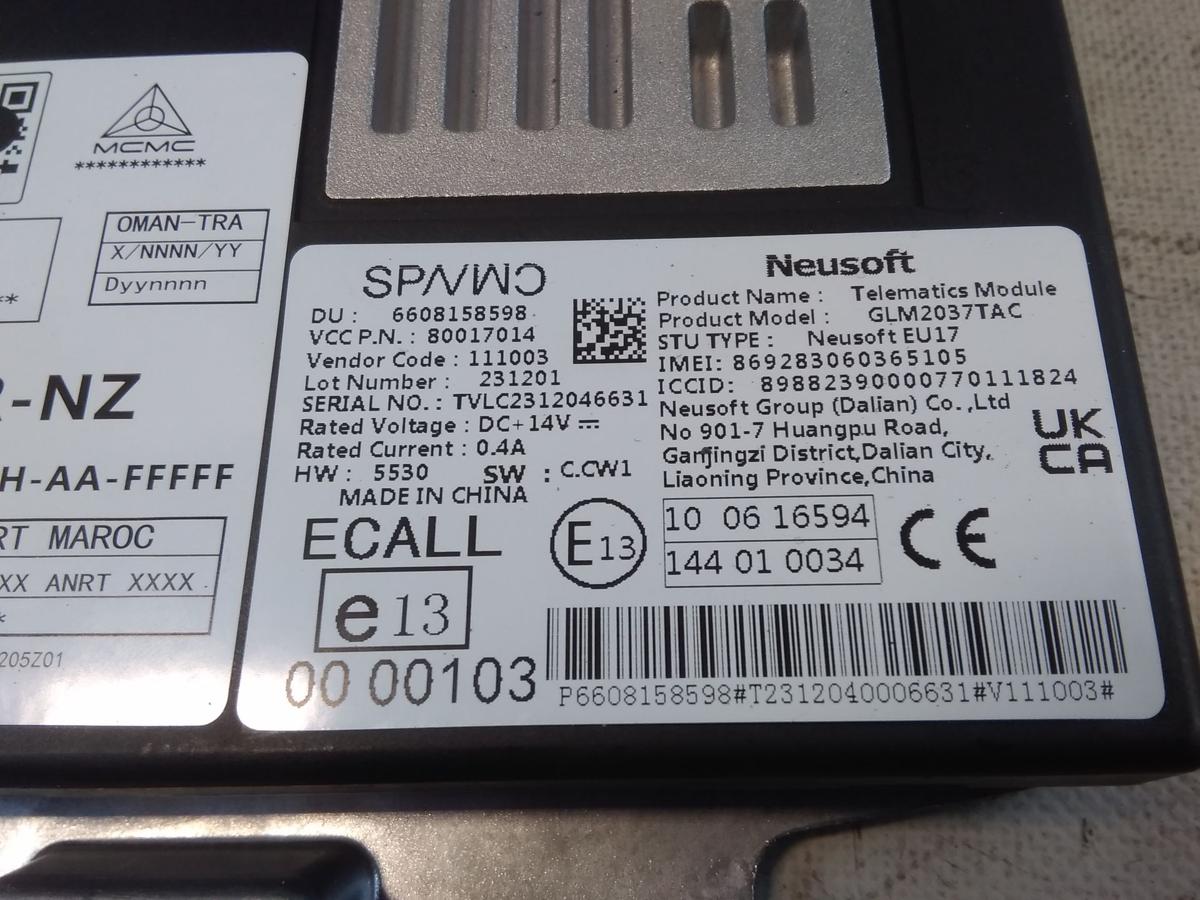 MCMC
************
OMAN-TRA
X/NNNN/YY
Dyynnnn
**
-NZ
H-AA-FFFFF
RT MAROC
XX ANRT XXXX
*
205Z01
DU : 6608158598
VCC P.N. : 80017014
Vendor Code : 111003
Lot Number : 231201
SERIAL NO. : TVLC2312046631
Rated Voltage : DC+14V
Rated Current : 0.4A
HW : 5530 SW : C.CW1
MADE IN CHINA
ECALL
e13
00 00103
Neusoft
Product Name : Telematics Module
Product Model : GLM2037TAC
STU TYPE : Neusoft EU17
IMEI: 869283060365105
ICCID: 89882390000770111824
Neusoft Group (Dalian) Co.,Ltd
No 901-7 Huangpu Road,
Ganjingzi District,Dalian City,
Liaoning Province,China
UK
CA
E13
10 06 16594
144 01 0034
CE
P6608158598#T2312040006631#V111003#